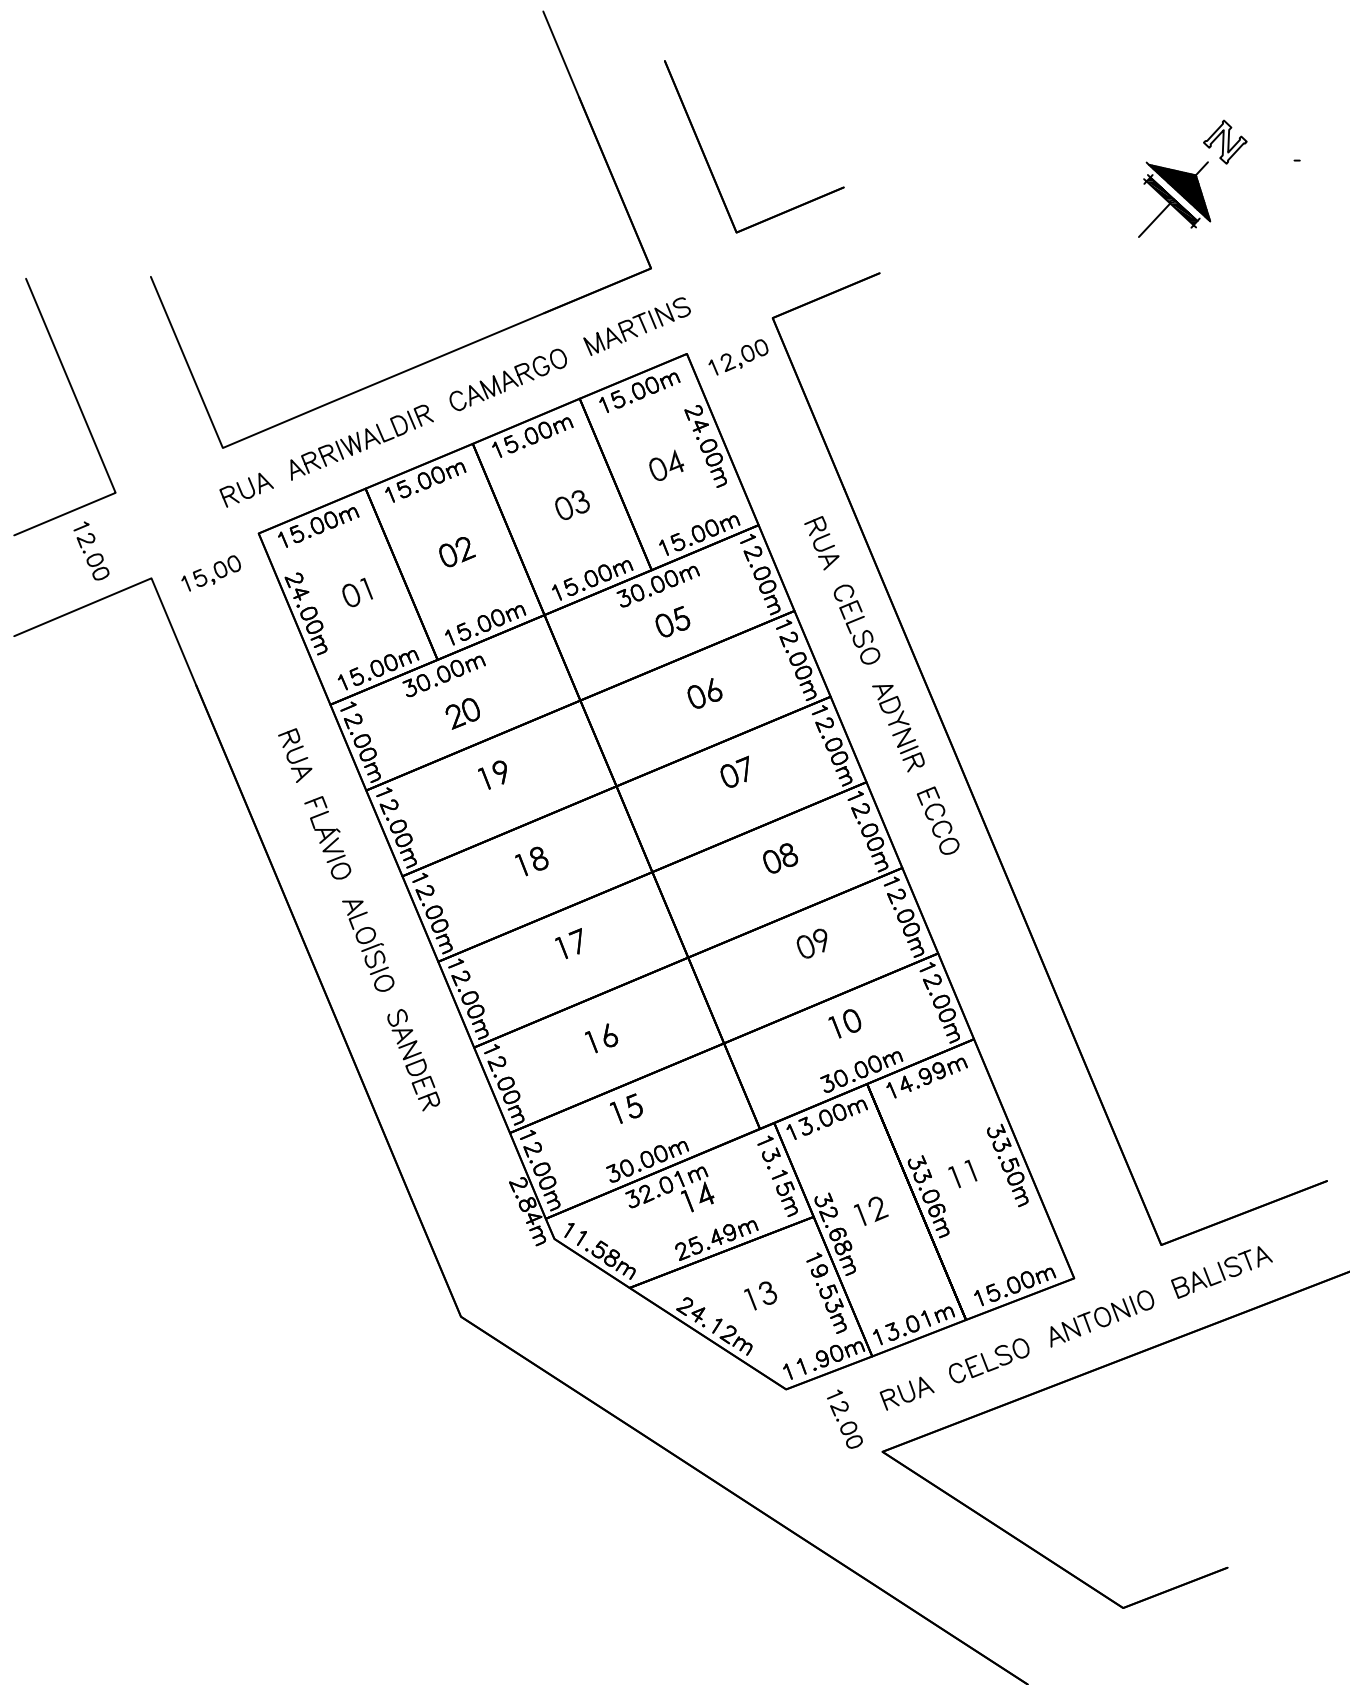 N
RUA ARRIWALDIR CAMARGO MARTINS
12,00
12.00
15,00
15.00m
15.00m
15.00m
15.00m
24.00m
01
02
03
04
24.00m
15.00m
15.00m
15.00m
15.00m
30.00m
30.00m
05
12.00m
06
12.00m
07
12.00m
08
12.00m
09
12.00m
10
12.00m
30.00m
20
12.00m
19
12.00m
18
12.00m
17
12.00m
16
12.00m
15
12.00m
30.00m
RUA FLÁVIO ALOÍSIO SANDER
RUA CELSO ADYNIR ECCO
32.01m
14
13.15m
2.84m
11.58m
25.49m
13
24.12m
19.53m
11.90m
13.00m
12
32.68m
13.01m
14.99m
11
33.06m
33.50m
15.00m
12.00
RUA CELSO ANTONIO BALISTA